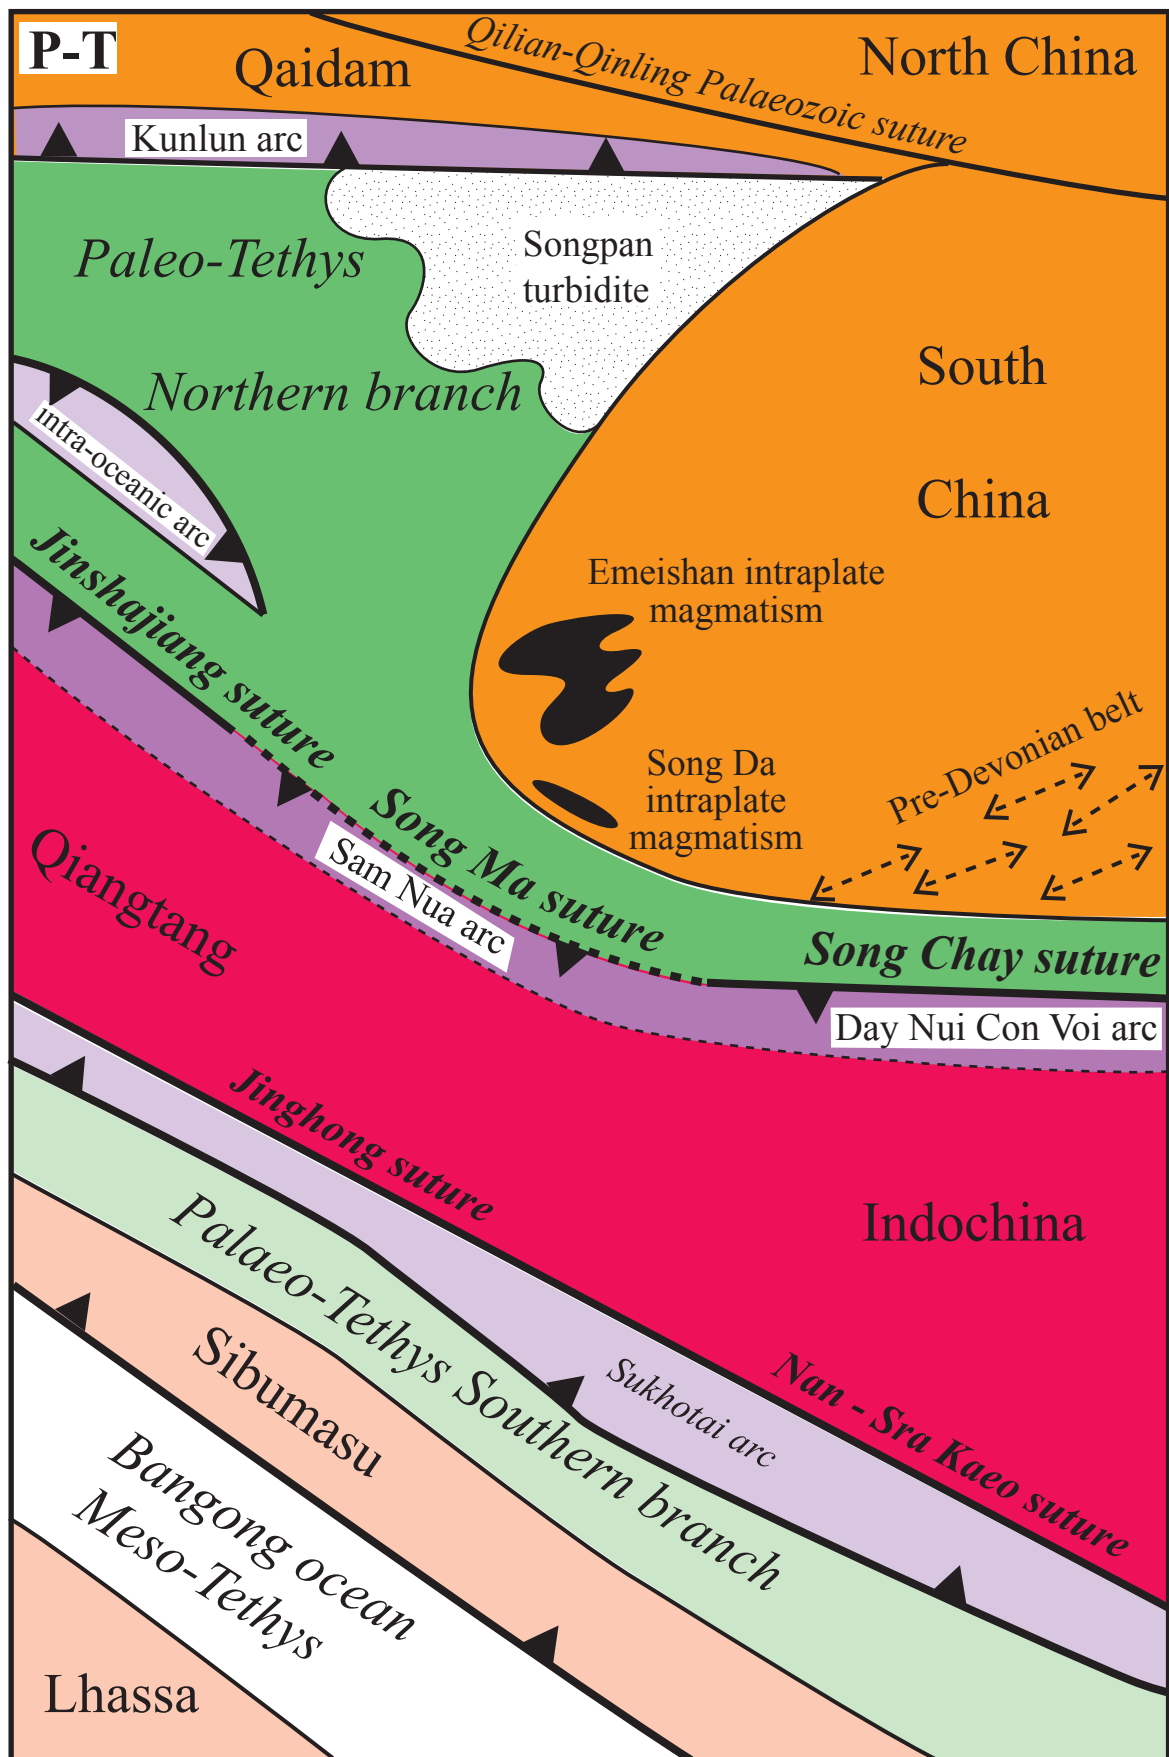 P-T
Qaidam
Qilian-Qinling Palaeozoic suture
North China
Kunlun arc
Paleo-Tethys
Songpan
turbidite
Northern branch
South
China
intra-oceanic arc
Jinshajiang suture
Emeishan intraplate
magmatism
Song Da
intraplate
magmatism
Pre-Devonian belt
Song Ma suture
Sam Nua arc
Qiangtang
Song Chay suture
Day Nui Con Voi arc
Jinghong suture
Indochina
Palaeo-Tethys Southern branch
Sukhotai arc
Nan - Sra Kaeo suture
Sibumasu
Bangong ocean
Meso-Tethys
Lhassa